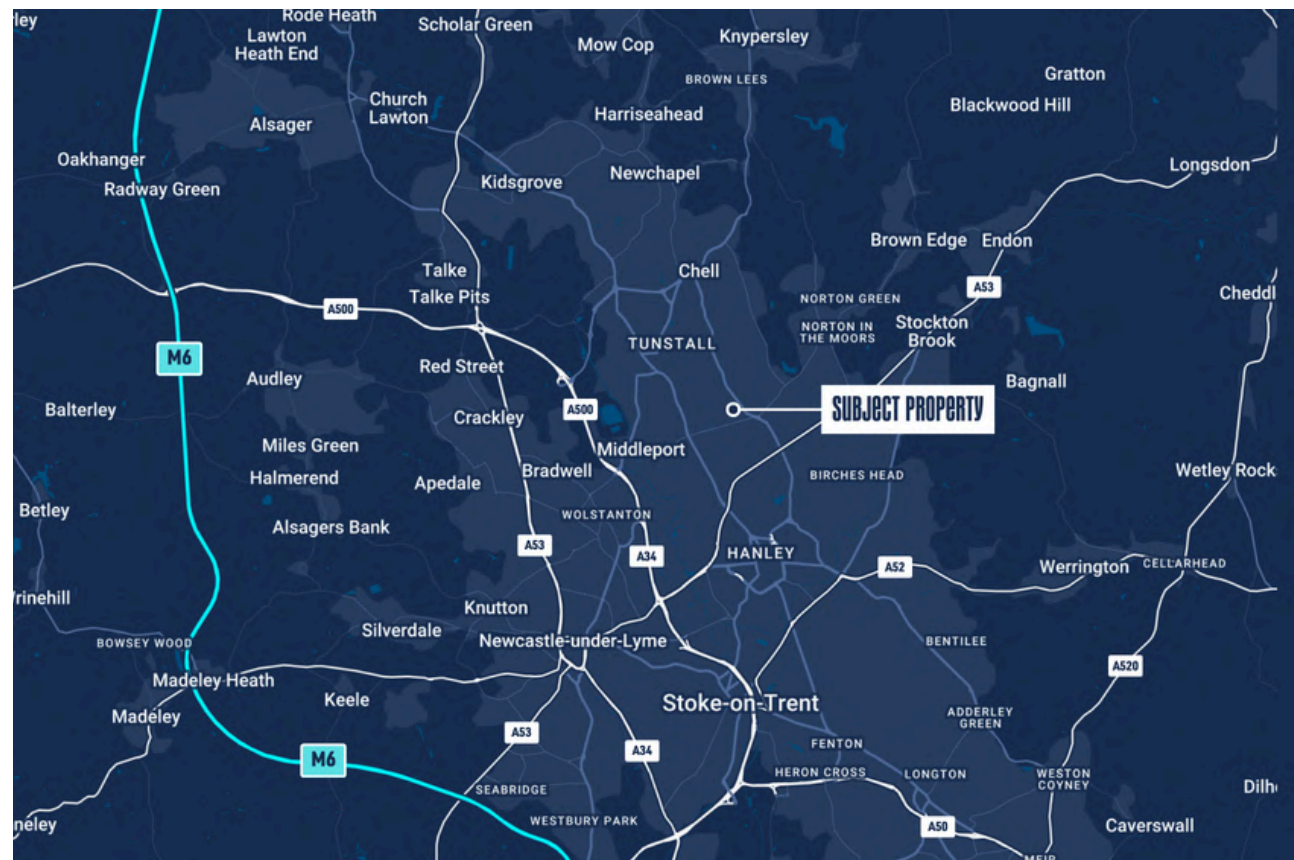 Rode Heath
Scholar Green
Lawton
Heath End
Mow Cop
Knypersley
BROWN LEES
Gratton
Blackwood Hill
Church
Lawton
Alsager
Harriseahead
Oakhanger
Radway Green
Kidsgrove
Newchapel
Longsdon
Brown Edge
Endon
Talke
Chell
A53
Talke Pits
A500
NORTON GREEN
NORTON IN
THE MOORS
Stockton
Brook
TUNSTALL
M6
Red Street
Audley
Bagnall
Balterley
A500
SUBJECT PROPERTY
Crackley
Miles Green
Middleport
Halmerend
Apedale
Bradwell
BIRCHES HEAD
Betley
Alsagers Bank
WOLSTANTON
A53
A34
HANLEY
A52
Werrington
CELLARHEAD
Knutton
Silverdale
Newcastle-under-Lyme
BOWSEY WOOD
BENTILEE
A520
Madeley Heath
Keele
Stoke-on-Trent
Madeley
ADDERLEY
GREEN
A53
A34
FENTON
M6
SEABRIDGE
HERON CROSS
LONGTON
WESTON
COYNEY
WESTBURY PARK
A50
Caverswall